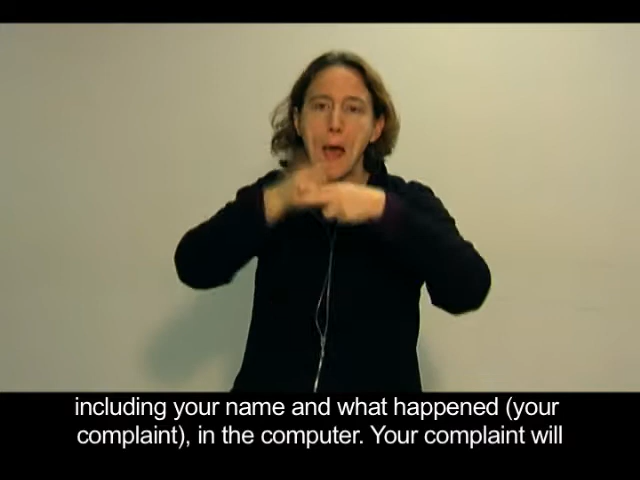 including your name and what happened (your
complaint), in the computer. Your complaint will